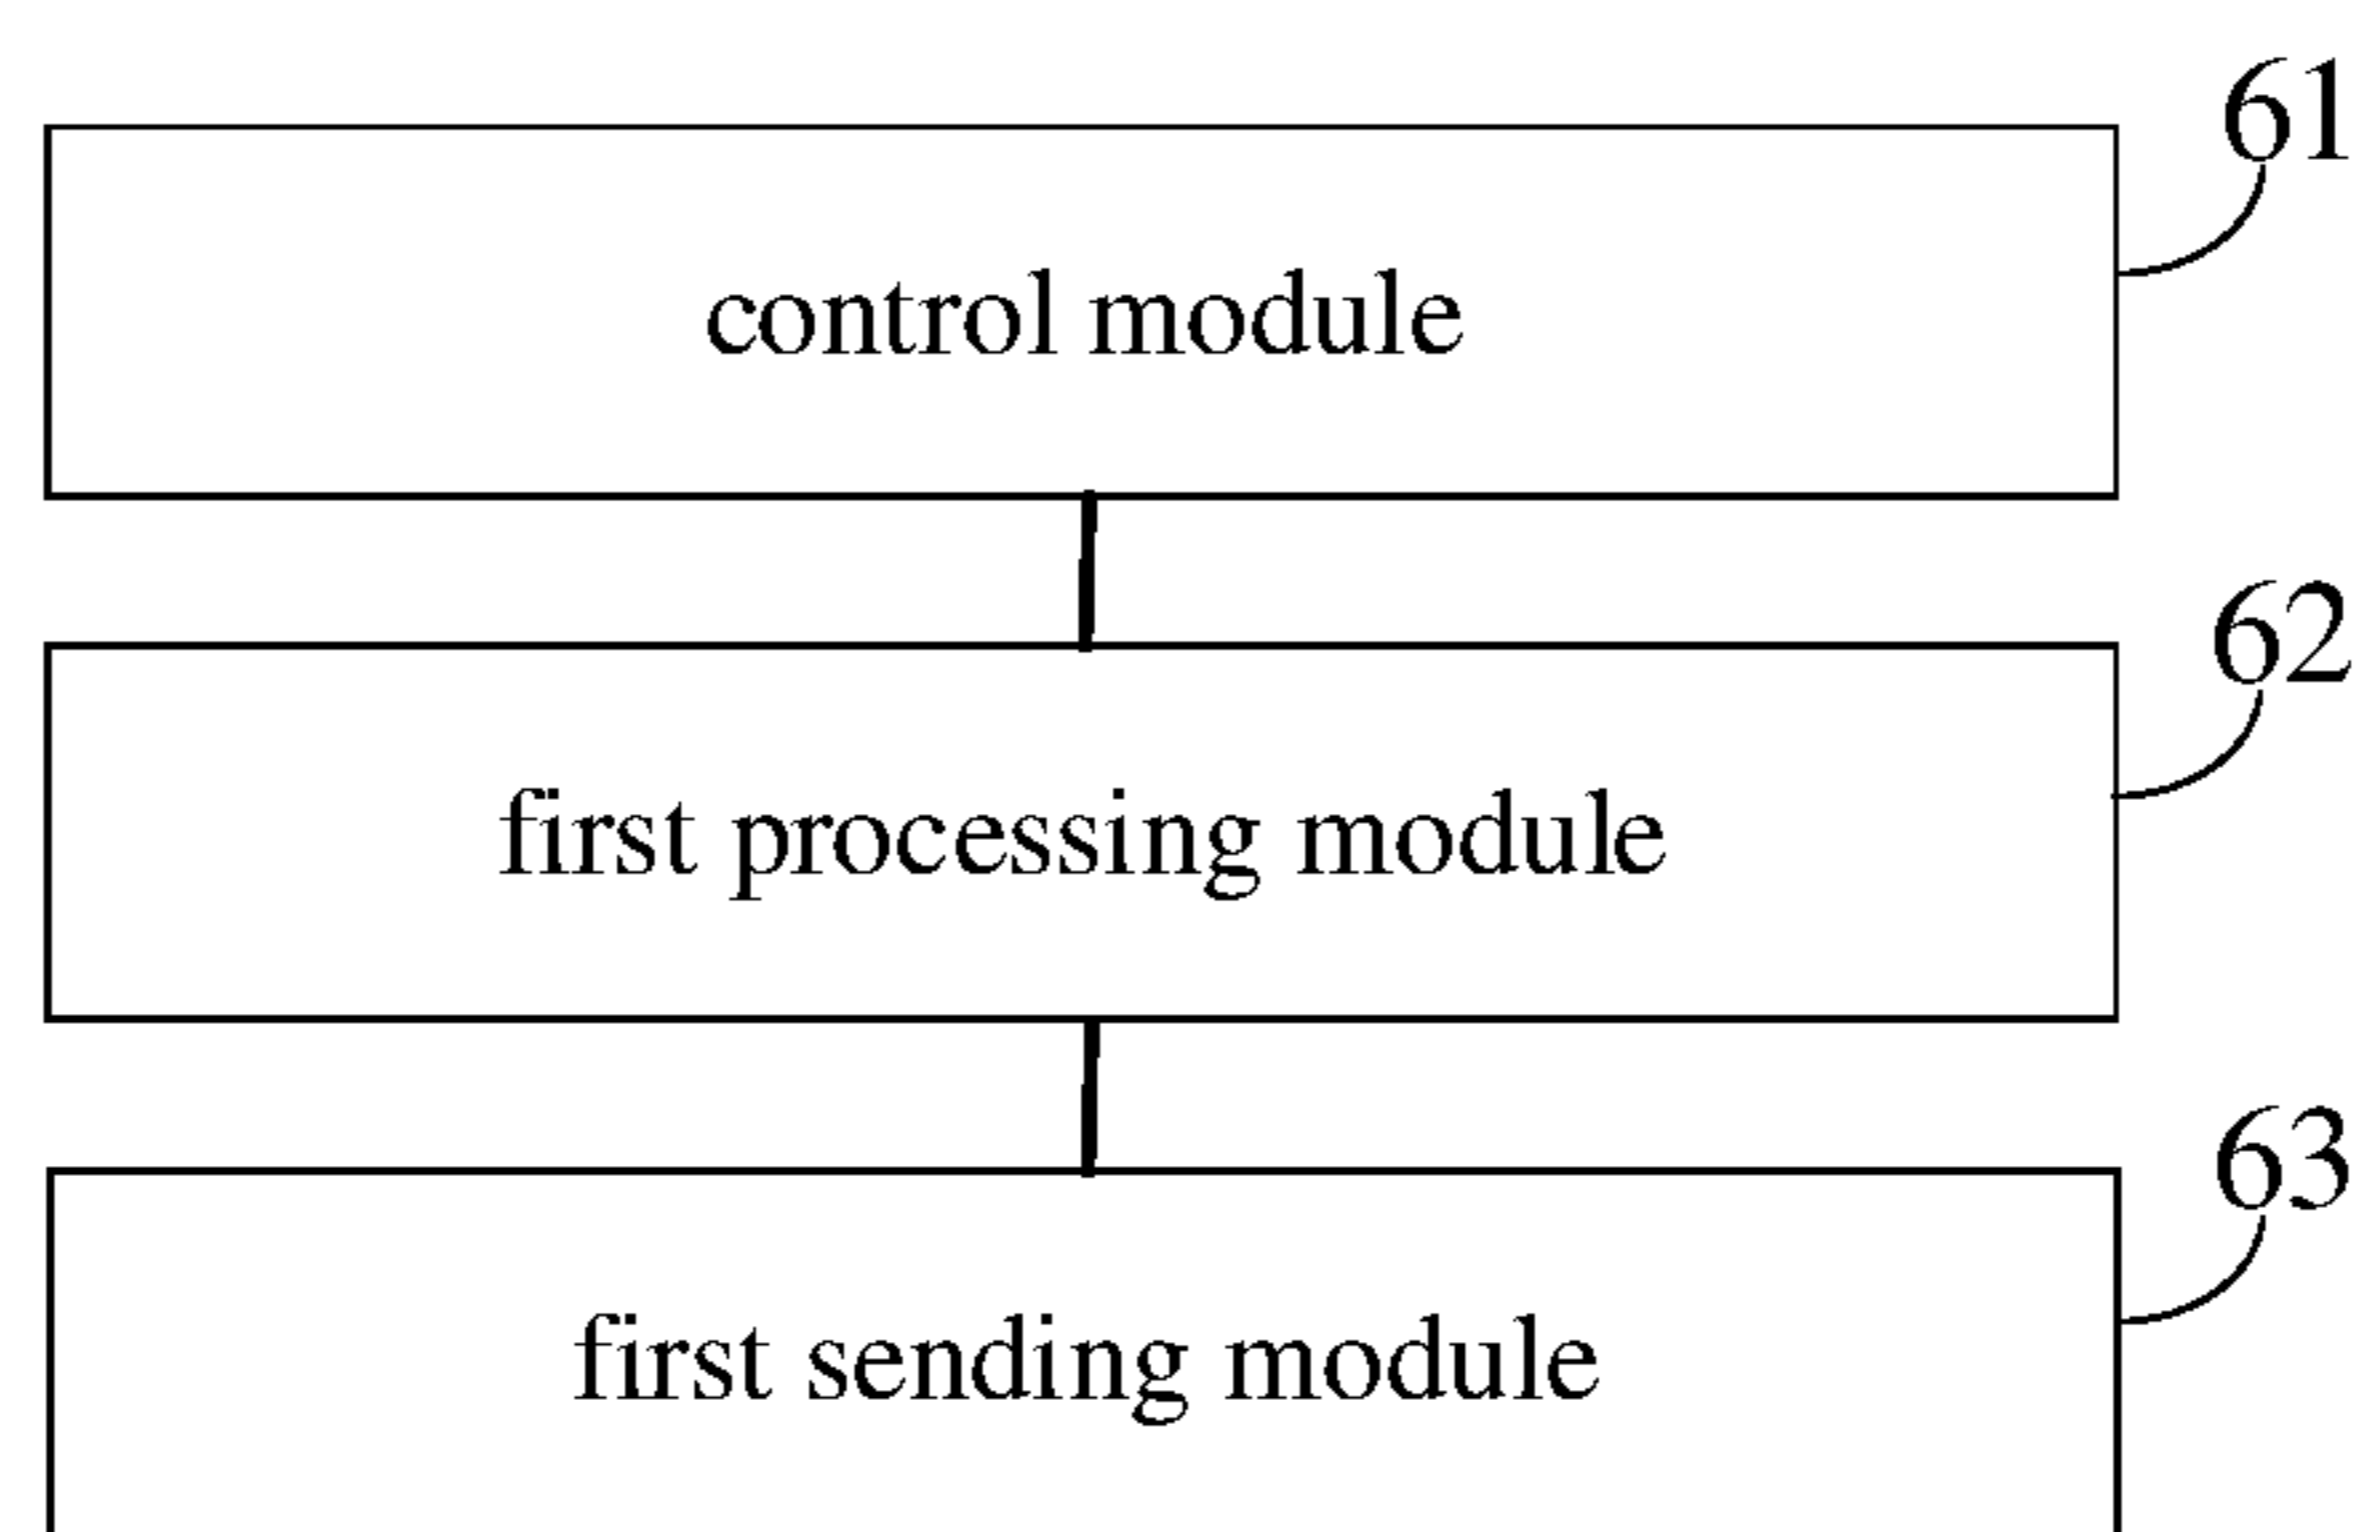 61
control module
62
first processing module
63
first sending module